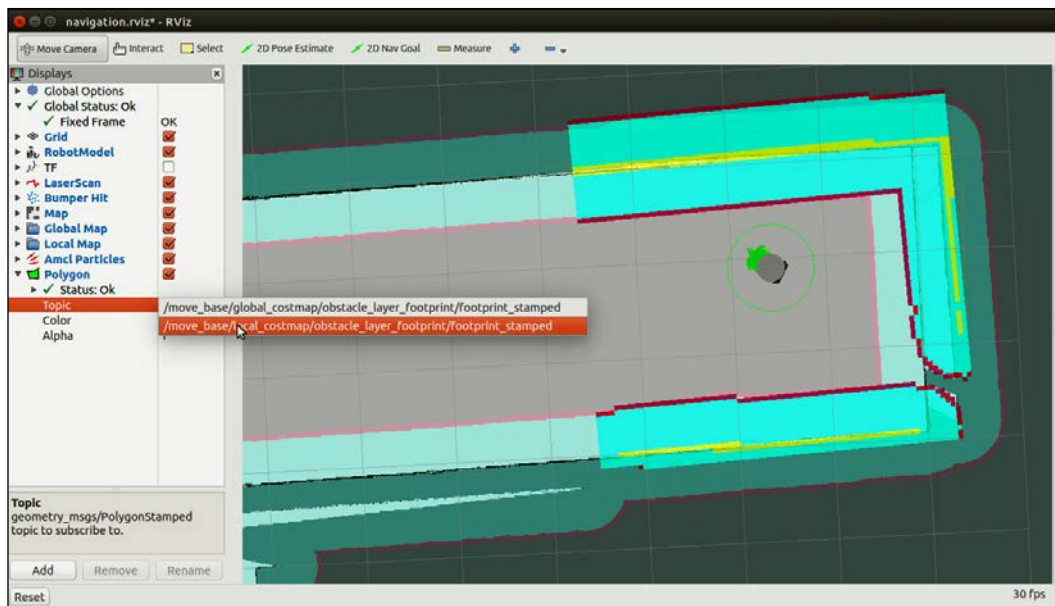 navigation.rviz* - RViz
Move Camera Interact Select 2D Pose Estimate 2D Nav Goal Measure
Displays
Global Options
Global Status: Ok
Fixed Frame OK
Grid
RobotModel
TF
LaserScan
Bumper Hit
Map
Global Map
Local Map
Amcl Particles
Polygon
Status: Ok
Topic /move_base/global_costmap/obstacle_layer_footprint/footprint_stamped
Color /move_base/local_costmap/obstacle_layer_footprint/footprint_stamped
Alpha
Topic
geometry_msgs/PolygonStamped
topic to subscribe to.
Add Remove Rename
Reset 30 fps